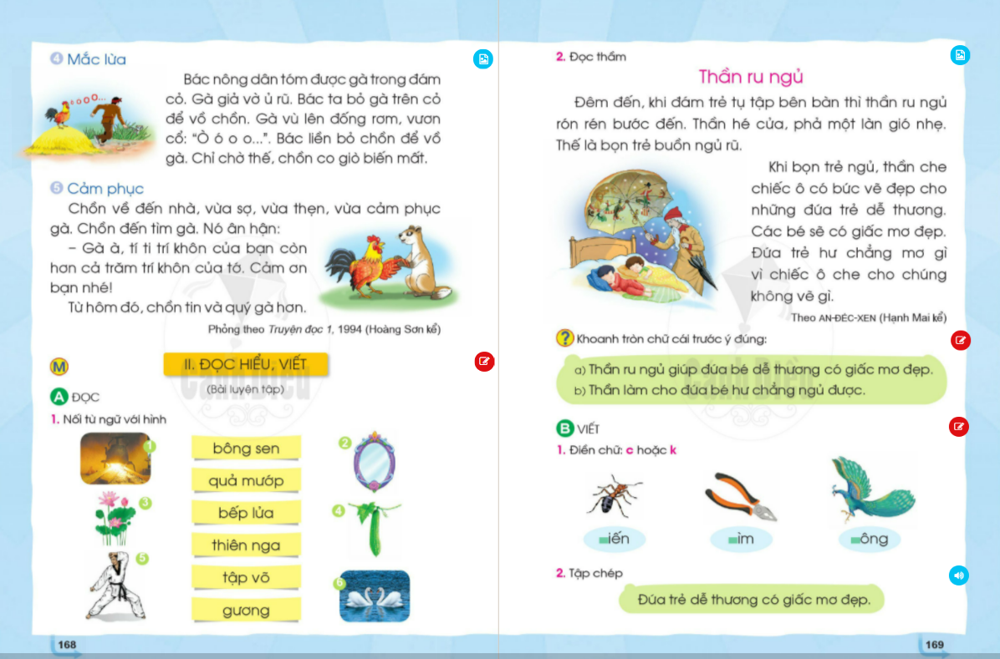 4 Mắc lừa
Bác nông dân tóm được gà trong đám
cỏ. Gà giả vờ ủ rũ. Bác ta bỏ gà trên cỏ
để vồ chồn. Gà vù lên đống rơm, vươn
cổ: “Ò ó o o...”. Bác liền bỏ chồn để vồ
gà. Chỉ chờ thế, chồn co giò biến mất.
O O O O...
5 Cảm phục
Chồn về đến nhà, vừa sợ, vừa thẹn, vừa cảm phục
gà. Chồn đến tìm gà. Nó ân hận:
– Gà à, tí ti trí khôn của bạn còn
hơn cả trăm trí khôn của tớ. Cảm ơn
bạn nhé!
Từ hôm đó, chồn tin và quý gà hơn.
Phỏng theo Truyện đọc 1, 1994 (Hoàng Sơn kể)
M
II. ĐỌC HIỂU, VIẾT
(Bài luyện tập)
A ĐỌC
1. Nối từ ngữ với hình
1
bông sen
2
quả mướp
3
bếp lửa
4
thiên nga
5
tập võ
6
gương
Cánh Diều
168
2. Đọc thầm
Thần ru ngủ
Đêm đến, khi đám trẻ tụ tập bên bàn thì thần ru ngủ
rón rén bước đến. Thần hé cửa, phả một làn gió nhẹ.
Thế là bọn trẻ buồn ngủ rũ.
Khi bọn trẻ ngủ, thần che
chiếc ô có bức vẽ đẹp cho
những đứa trẻ dễ thương.
Các bé sẽ có giấc mơ đẹp.
Đứa trẻ hư chẳng mơ gì
vì chiếc ô che cho chúng
không vẽ gì.
Theo AN-ĐÉC-XEN (Hạnh Mai kể)
? Khoanh tròn chữ cái trước ý đúng:
a) Thần ru ngủ giúp đứa bé dễ thương có giấc mơ đẹp.
b) Thần làm cho đứa bé hư chẳng ngủ được.
Cánh Diều
B VIẾT
1. Điền chữ: c hoặc k
iến
ìm
ông
2. Tập chép
Đứa trẻ dễ thương có giấc mơ đẹp.
169